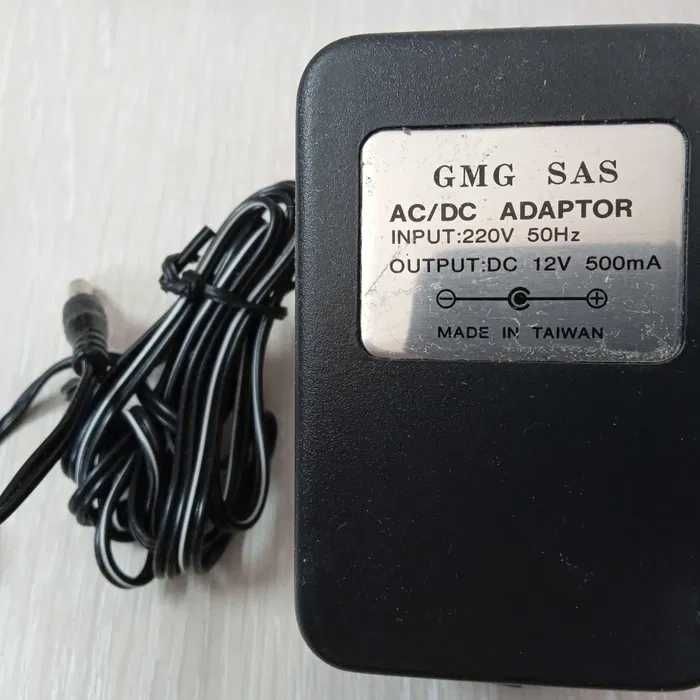 GMG SAS
AC/DC ADAPTOR
INPUT:220V 50Hz
OUTPUT:DC 12V 500mA
MADE IN TAIWAN